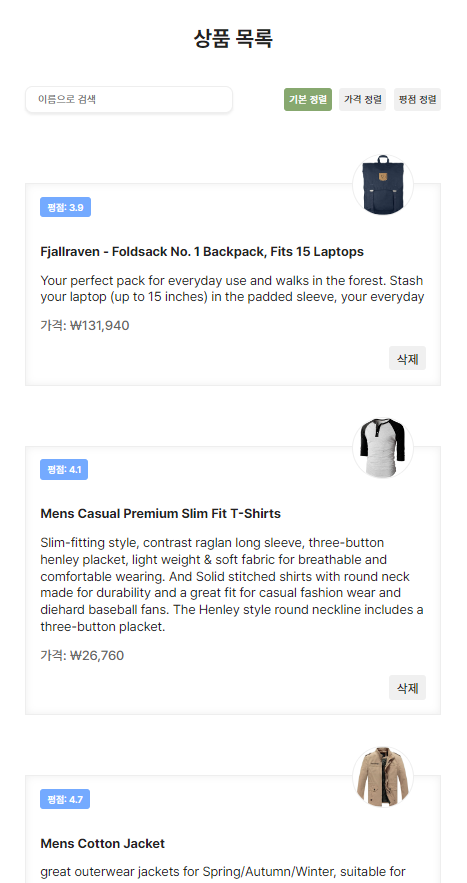 상품 목록
이름으로 검색
기본 정렬 가격 정렬 평점 정렬
평점: 3.9
Fjallraven - Foldsack No. 1 Backpack, Fits 15 Laptops
Your perfect pack for everyday use and walks in the forest. Stash
your laptop (up to 15 inches) in the padded sleeve, your everyday
가격: ₩131,940
삭제
평점: 4.1
Mens Casual Premium Slim Fit T-Shirts
Slim-fitting style, contrast raglan long sleeve, three-button
henley placket, light weight & soft fabric for breathable and
comfortable wearing. And Solid stitched shirts with round neck
made for durability and a great fit for casual fashion wear and
diehard baseball fans. The Henley style round neckline includes a
three-button placket.
가격: ₩26,760
삭제
평점: 4.7
Mens Cotton Jacket
great outerwear jackets for Spring/Autumn/Winter, suitable for